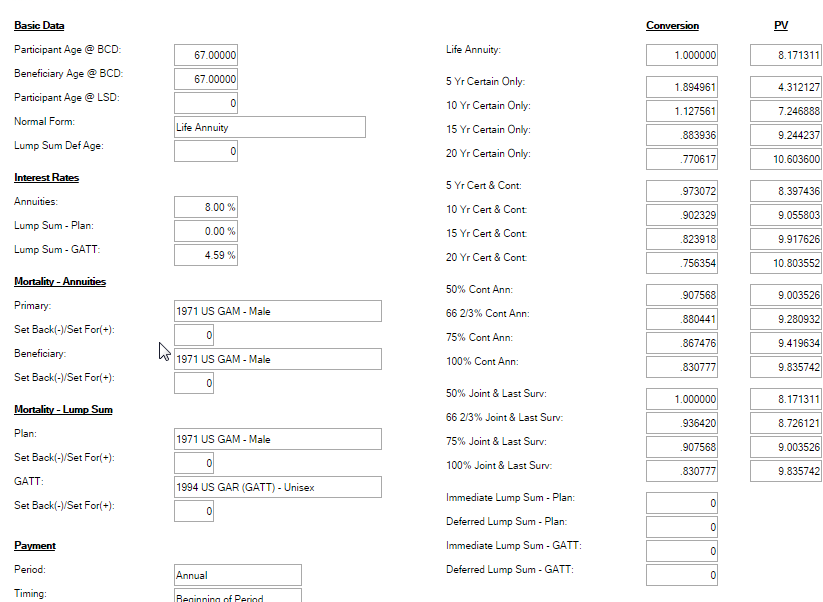 Basic Data
Participant Age @ BCD: 67.00000
Beneficiary Age @ BCD: 67.00000
Participant Age @ LSD: 0
Normal Form: Life Annuity
Lump Sum Def Age: 0
Interest Rates
Annuities: 8.00 %
Lump Sum - Plan: 0.00 %
Lump Sum - GATT: 4.59 %
Mortality - Annuities
Primary: 1971 US GAM - Male
Set Back(-)/Set For(+): 0
Beneficiary: 1971 US GAM - Male
Set Back(-)/Set For(+): 0
Mortality - Lump Sum
Plan: 1971 US GAM - Male
Set Back(-)/Set For(+): 0
GATT: 1994 US GAR (GATT) - Unisex
Set Back(-)/Set For(+): 0
Payment
Period: Annual
Timing: Beginning of Period
Conversion PV
Life Annuity: 1.000000 8.171311
5 Yr Certain Only: 1.894961 4.312127
10 Yr Certain Only: 1.127561 7.246888
15 Yr Certain Only: .883936 9.244237
20 Yr Certain Only: .770617 10.603600
5 Yr Cert & Cont: .973072 8.397436
10 Yr Cert & Cont: .902329 9.055803
15 Yr Cert & Cont: .823918 9.917626
20 Yr Cert & Cont: .756354 10.803552
50% Cont Ann: .907568 9.003526
66 2/3% Cont Ann: .880441 9.280932
75% Cont Ann: .867476 9.419634
100% Cont Ann: .830777 9.835742
50% Joint & Last Surv: 1.000000 8.171311
66 2/3% Joint & Last Surv: .936420 8.726121
75% Joint & Last Surv: .907568 9.003526
100% Joint & Last Surv: .830777 9.835742
Immediate Lump Sum - Plan: 0
Deferred Lump Sum - Plan: 0
Immediate Lump Sum - GATT: 0
Deferred Lump Sum - GATT: 0